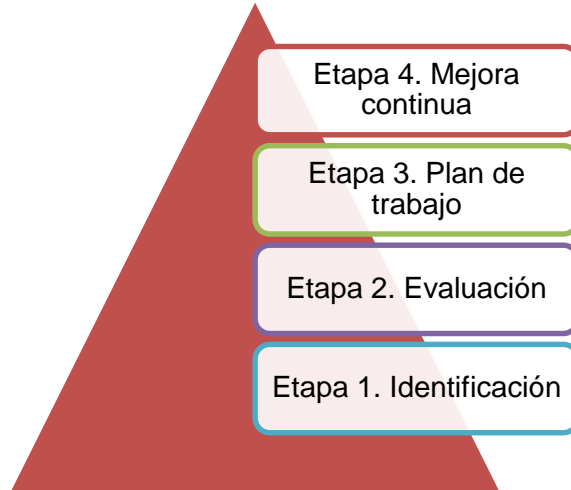 Etapa 4. Mejora
continua
Etapa 3. Plan de
trabajo
Etapa 2. Evaluación
Etapa 1. Identificación